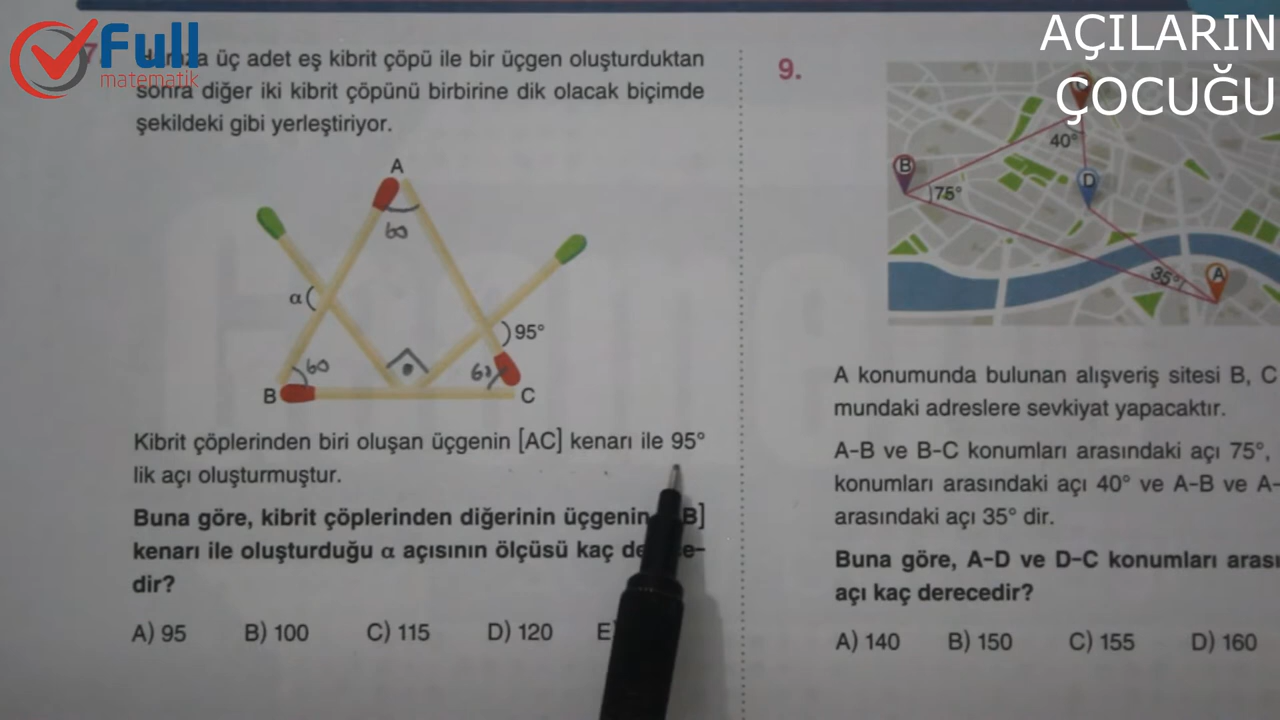 Full
matematik
AÇILARIN
ÇOCUĞU
7.
üç adet eş kibrit çöpü ile bir üçgen oluşturduktan
sonra diğer iki kibrit çöpünü birbirine dik olacak biçimde
şekildeki gibi yerleştiriyor.
A
60
α
95°
60
60
B
C
Kibrit çöplerinden biri oluşan üçgenin [AC] kenarı ile 95°
lik açı oluşturmuştur.
Buna göre, kibrit çöplerinden diğerinin üçgenin B]
kenarı ile oluşturduğu α açısının ölçüsü kaç de e-
dir?
A) 95 B) 100 C) 115 D) 120 E)
9.
40°
B
D
75°
35°
A
A konumunda bulunan alışveriş sitesi B, C
mundaki adreslere sevkiyat yapacaktır.
A-B ve B-C konumları arasındaki açı 75°,
konumları arasındaki açı 40° ve A-B ve A-
arasındaki açı 35° dir.
Buna göre, A-D ve D-C konumları arası
açı kaç derecedir?
A) 140 B) 150 C) 155 D) 160